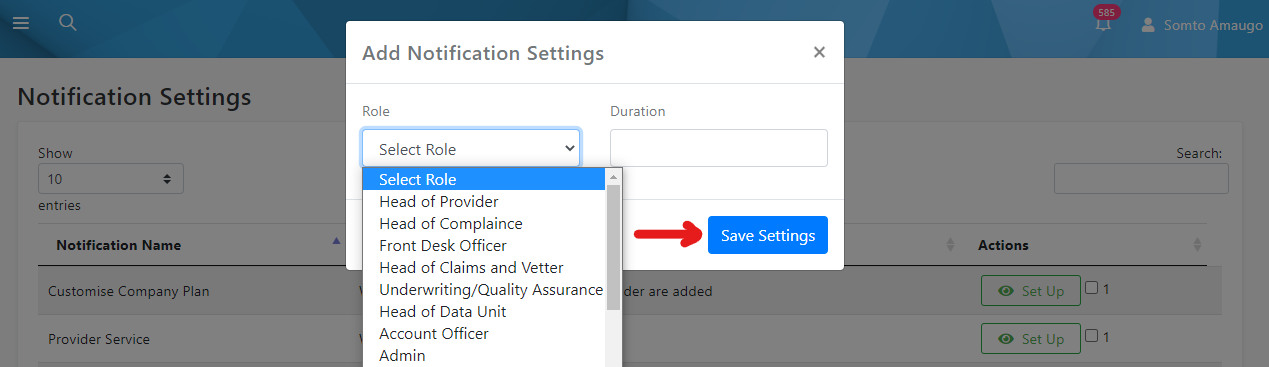 585
Somto Amaugo
Add Notification Settings
×
Notification Settings
Role
Duration
Select Role
Show
10
entries
Search:
Select Role
Head of Provider
Head of Complaince
Front Desk Officer
Head of Claims and Vetter
Underwriting/Quality Assurance
Head of Data Unit
Account Officer
Admin
Save Settings
Notification Name
Actions
Customise Company Plan
der are added
Set Up
1
Provider Service
Set Up
1